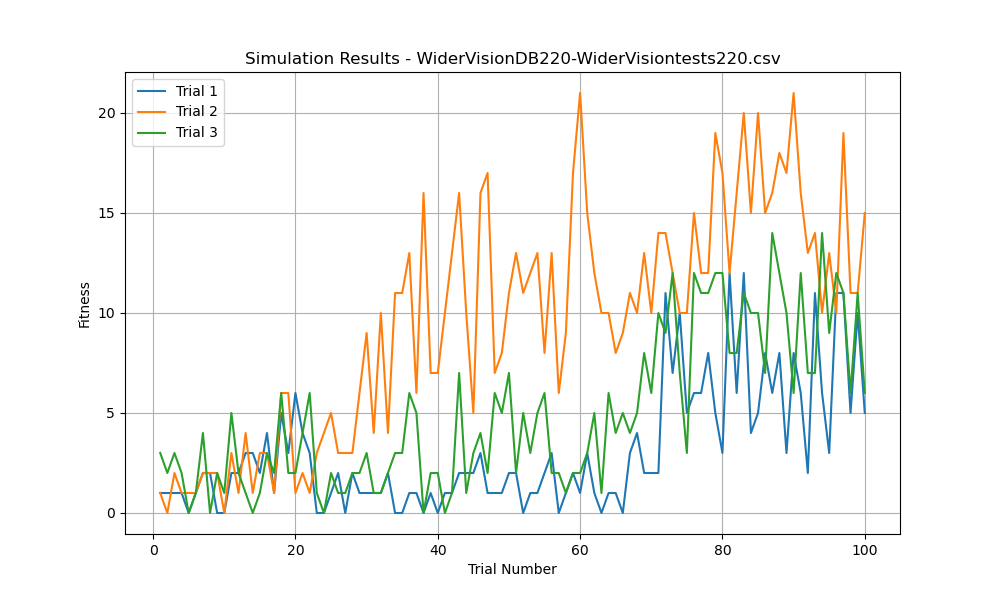 Simulation Results - WiderVisionDB220-WiderVisiontests220.csv
Trial 1
Trial 2
Trial 3
20
15
10
5
0
Fitness
0 20 40 60 80 100
Trial Number